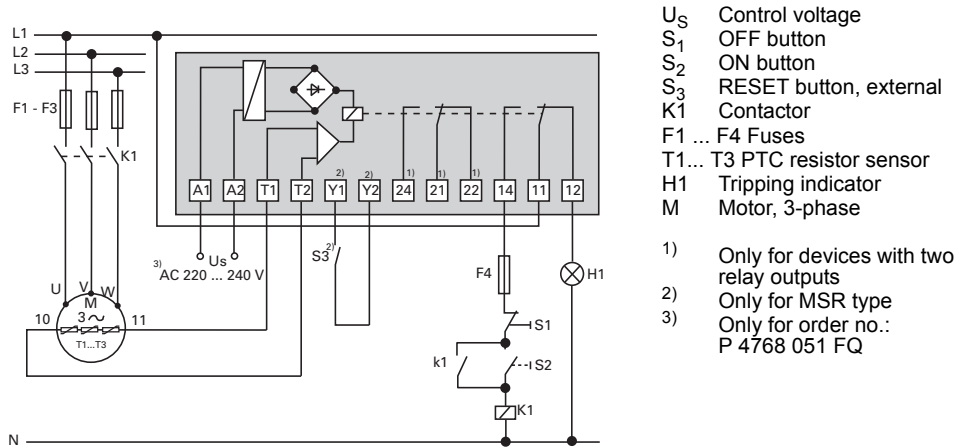 L1
L2
L3
F1 - F3
K1
A1 A2 T1 T2 Y1 Y2 24 21 22 14 11 12
2) 2) 1) 1) 1)
Us
3) AC 220 ... 240 V
S3 2)
F4
H1
S1
k1
S2
K1
U V W
M
3 ~
10 11
T1...T3
N
US Control voltage
S1 OFF button
S2 ON button
S3 RESET button, external
K1 Contactor
F1 ... F4 Fuses
T1... T3 PTC resistor sensor
H1 Tripping indicator
M Motor, 3-phase
1) Only for devices with two
relay outputs
2) Only for MSR type
3) Only for order no.:
P 4768 051 FQ